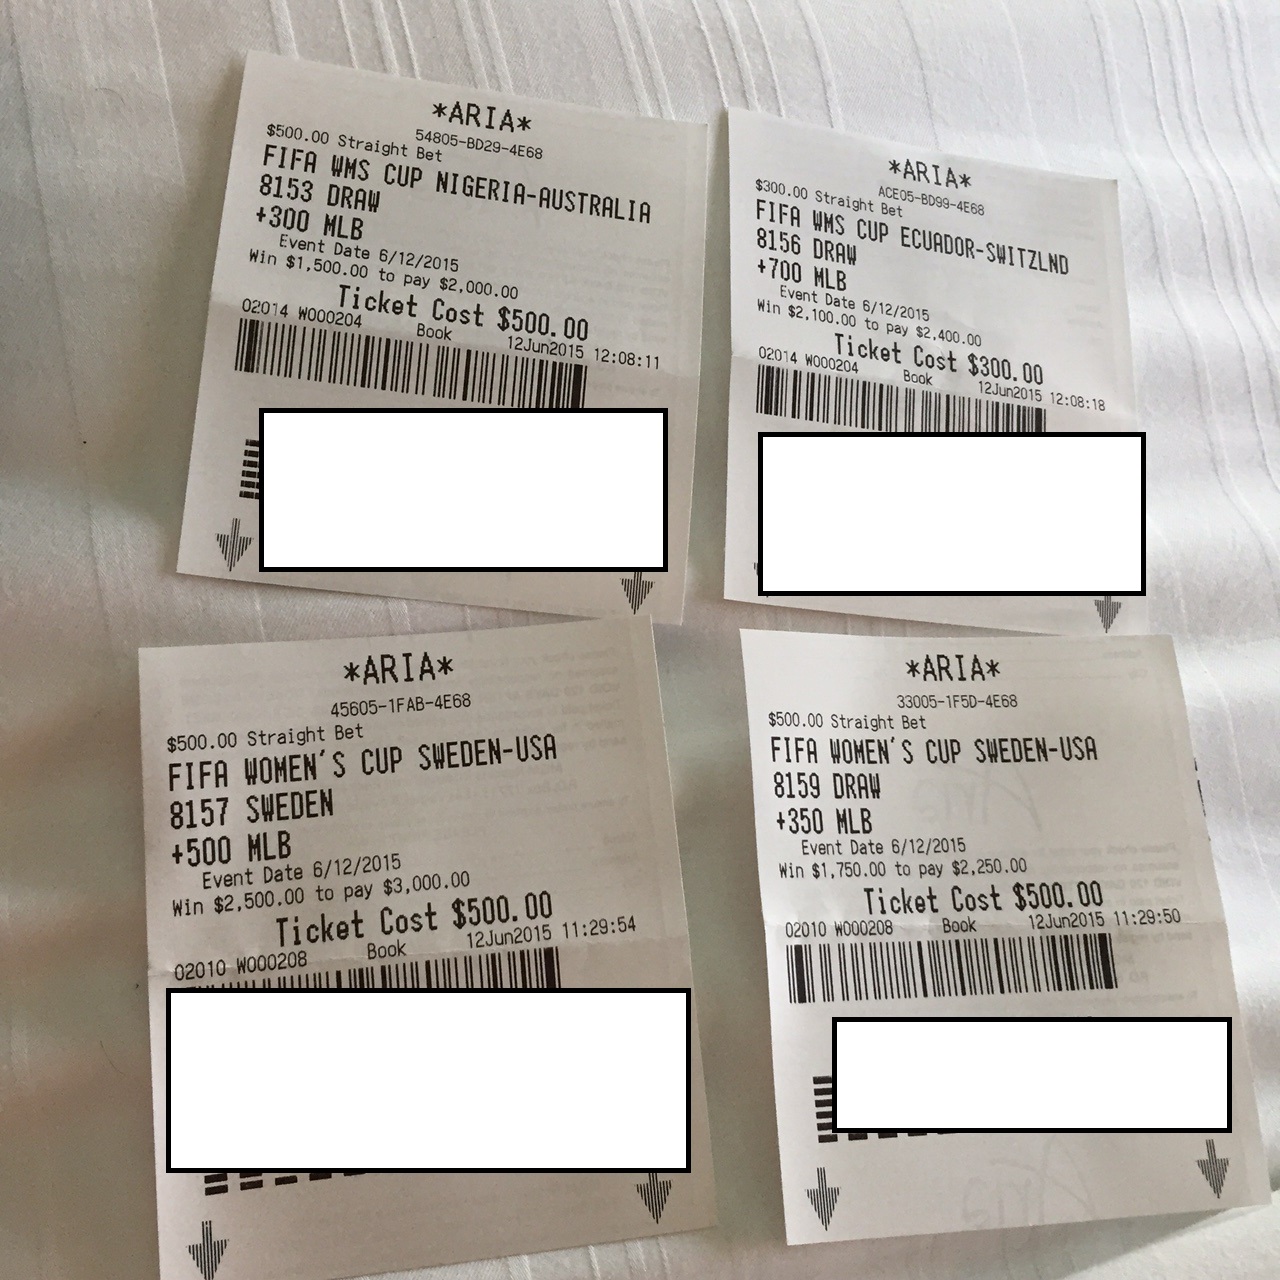 *ARIA*
54805-BD29-4E68
$500.00 Straight Bet
FIFA WMS CUP NIGERIA-AUSTRALIA
8153 DRAW
+300 MLB
Event Date 6/12/2015
Win $1,500.00 to pay $2,000.00
Ticket Cost $500.00
02014 W000204 Book 12Jun2015 12:08:11
*ARIA*
ACE05-BD99-4E68
$300.00 Straight Bet
FIFA WMS CUP ECUADOR-SWITZLND
8156 DRAW
+700 MLB
Event Date 6/12/2015
Win $2,100.00 to pay $2,400.00
Ticket Cost $300.00
02014 W000204 Book 12Jun2015 12:08:18
*ARIA*
45605-1FAB-4E68
$500.00 Straight Bet
FIFA WOMEN'S CUP SWEDEN-USA
8157 SWEDEN
+500 MLB
Event Date 6/12/2015
Win $2,500.00 to pay $3,000.00
Ticket Cost $500.00
02010 W000208 Book 12Jun2015 11:29:54
*ARIA*
33005-1F5D-4E68
$500.00 Straight Bet
FIFA WOMEN'S CUP SWEDEN-USA
8159 DRAW
+350 MLB
Event Date 6/12/2015
Win $1,750.00 to pay $2,250.00
Ticket Cost $500.00
02010 W000208 Book 12Jun2015 11:29:50